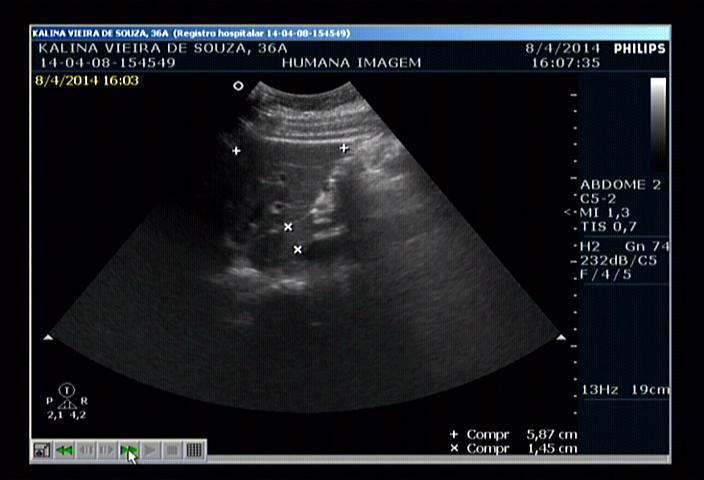 KALINA VIEIRA DE SOUZA, 36A (Registro hospitalar 14-04-08-154549)
KALINA VIEIRA DE SOUZA, 36A 8/4/2014 PHILIPS
14-04-08-154549 HUMANA IMAGEM 16:07:35
8/4/2014 16:03
ABDOME 2
C5-2
MI 1,3
TIS 0,7
H2 Gn 74
232dB/C5
F/4/5
13Hz 19cm
T
P R
2,1 4,2
+ Compr 5,87 cm
× Compr 1,45 cm